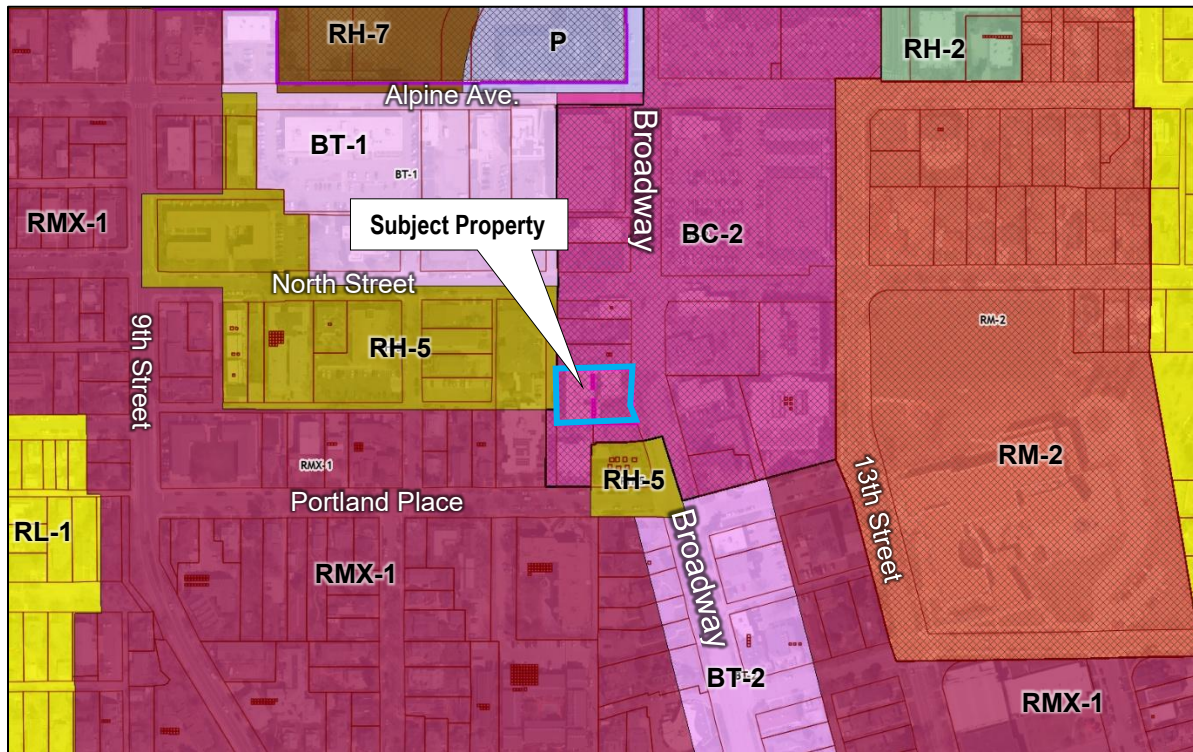 RH-7
P
RH-2
Alpine Ave.
BT-1
BT-1
Broadway
RMX-1
Subject Property
BC-2
North Street
RM-2
9th Street
RH-5
RMX-1
RH-5
RM-2
Portland Place
13th Street
RL-1
Broadway
RMX-1
BT-2
RMX-1